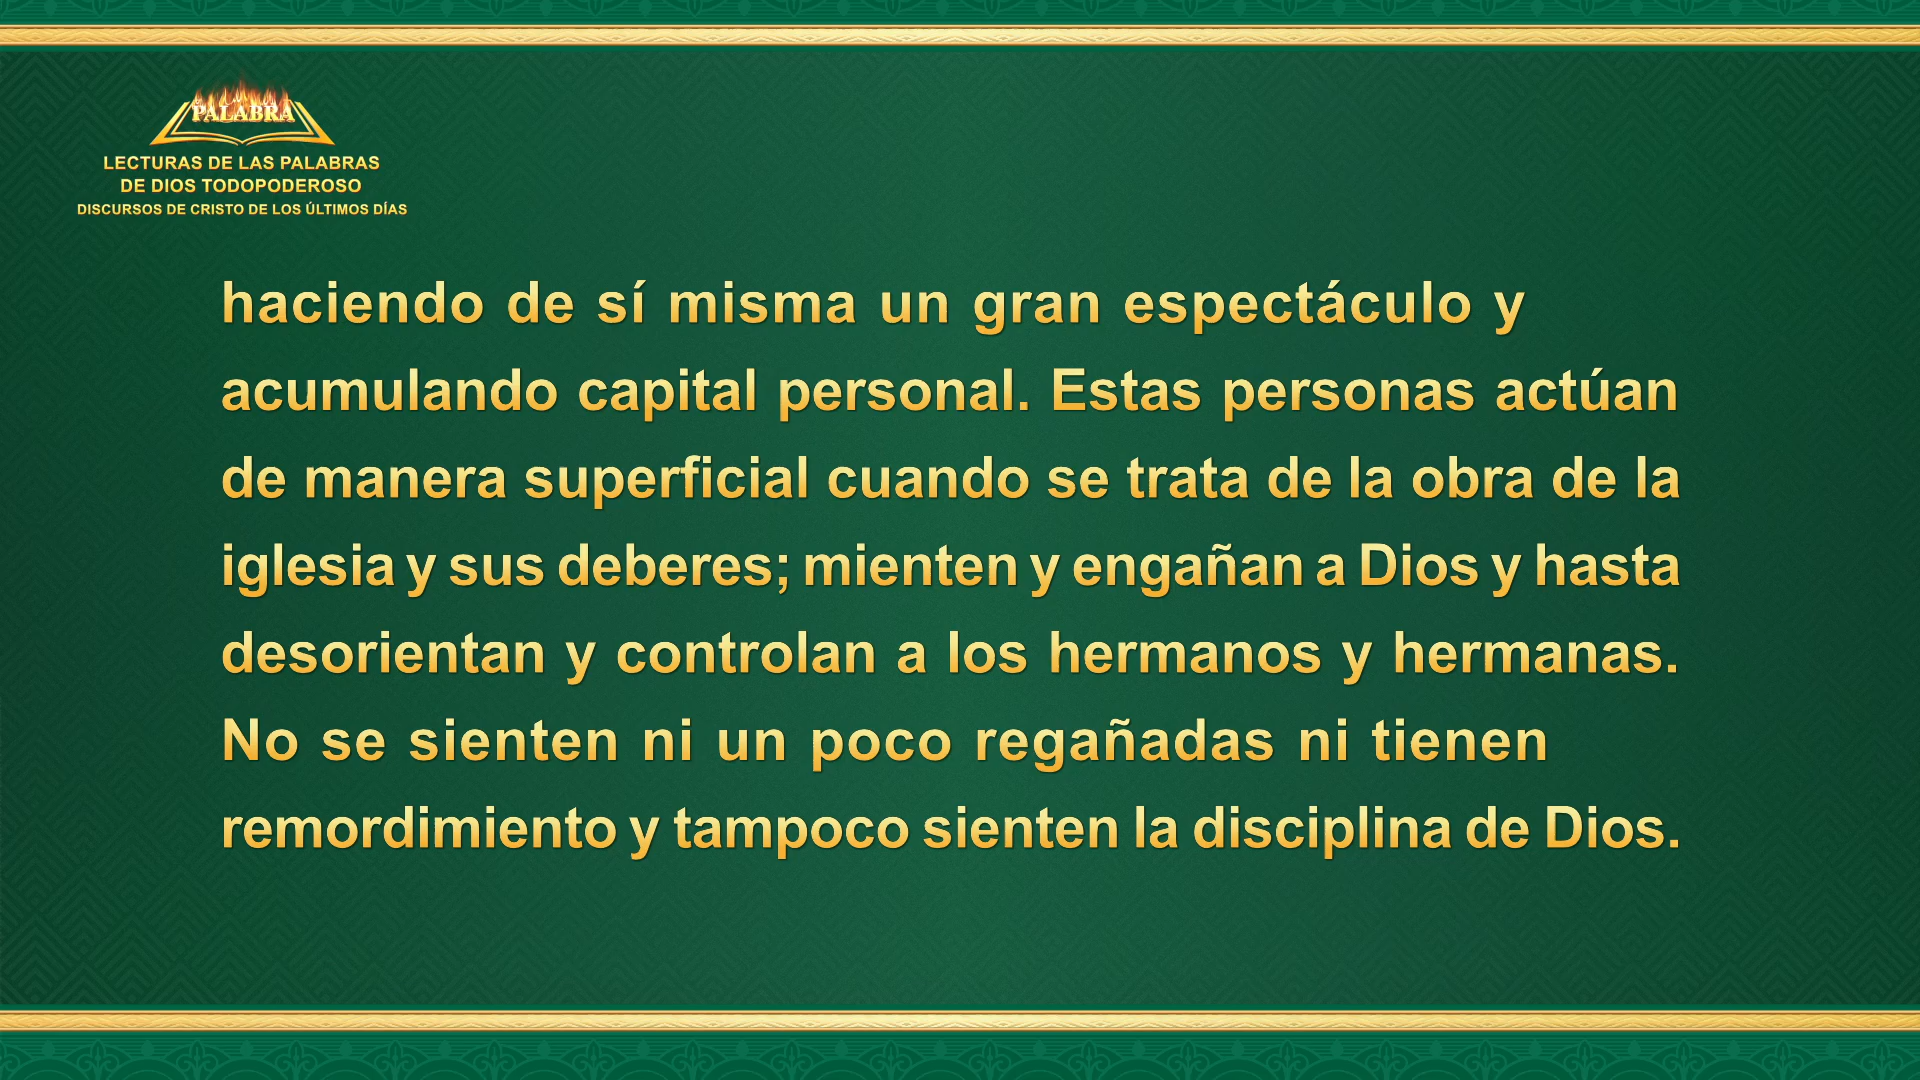 PALABRA
LECTURAS DE LAS PALABRAS
DE DIOS TODOPODEROSO
DISCURSOS DE CRISTO DE LOS ÚLTIMOS DÍAS
haciendo de sí misma un gran espectáculo y
acumulando capital personal. Estas personas actúan
de manera superficial cuando se trata de la obra de la
iglesia y sus deberes; mienten y engañan a Dios y hasta
desorientan y controlan a los hermanos y hermanas.
No se sienten ni un poco regañadas ni tienen
remordimiento y tampoco sienten la disciplina de Dios.